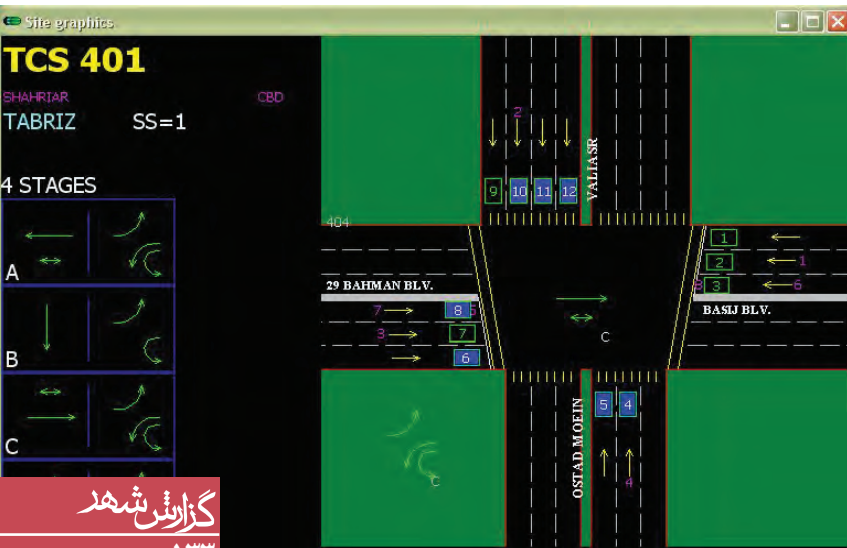 Site graphics
TCS 401
SHAHRIAR CBD
TABRIZ SS=1
4 STAGES
A
B
C
2
9 10 11 12
VALIASR
404
1
2 1
3 6
29 BAHMAN BLV.
BASIJ BLV.
7 8
3 7
6
C
5 4
OSTAD MOEIN
4
C
گزارش شهر
۵۳۳